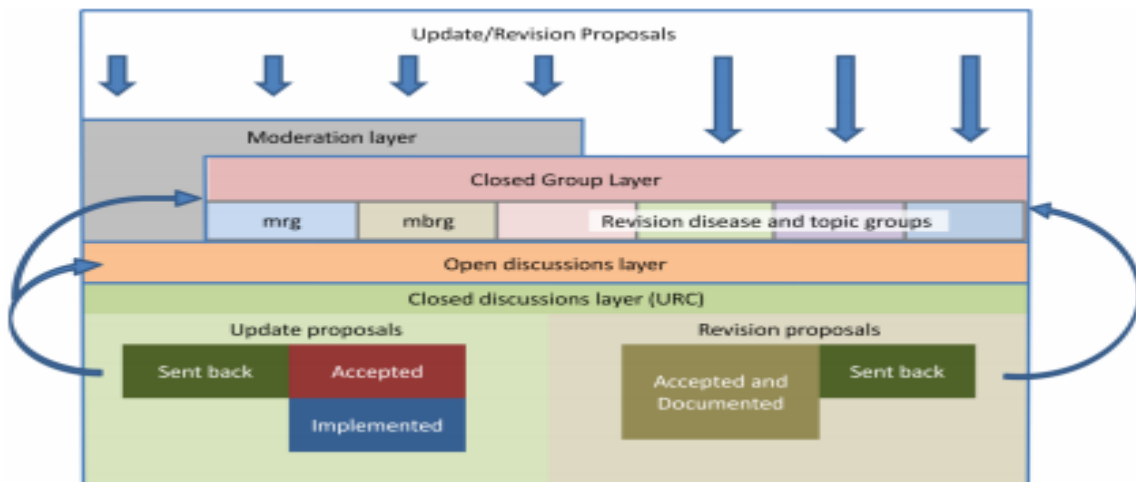 Update/Revision Proposals
Moderation layer
Closed Group Layer
mrg
mbrg
Revision disease and topic groups
Open discussions layer
Closed discussions layer (URC)
Update proposals
Revision proposals
Sent back
Accepted
Accepted and
Documented
Sent back
Implemented